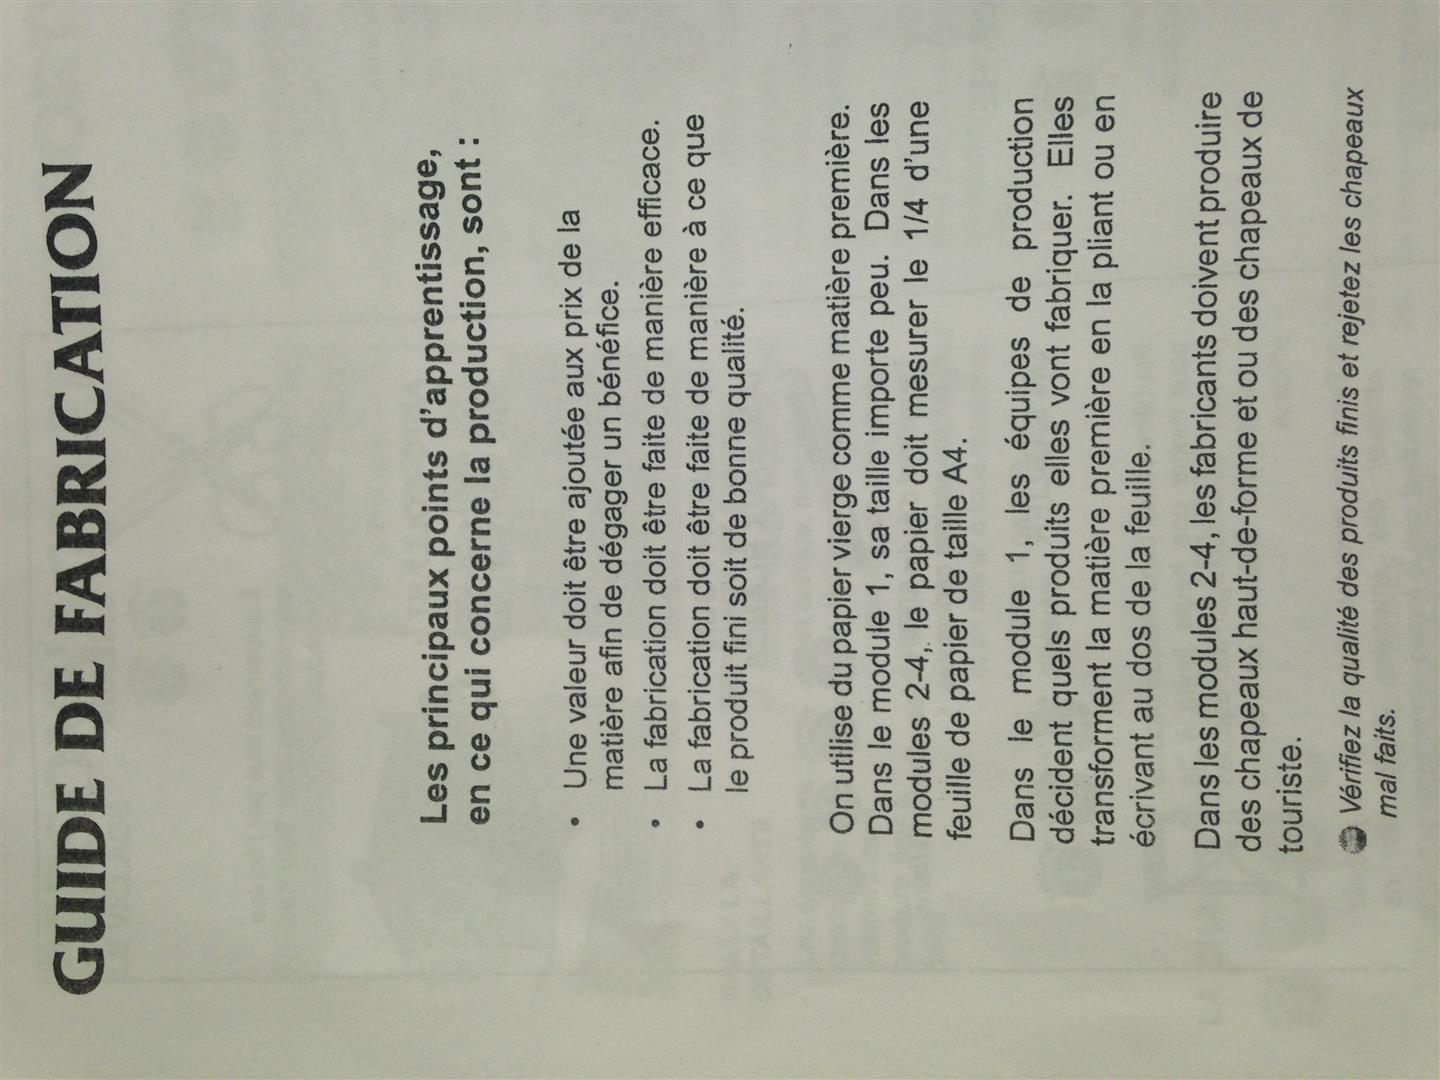 GUIDE DE FABRICATION
Les principaux points d'apprentissage,
en ce qui concerne la production, sont :
• Une valeur doit être ajoutée aux prix de la
matière afin de dégager un bénéfice.
• La fabrication doit être faite de manière efficace.
• La fabrication doit être faite de manière à ce que
le produit fini soit de bonne qualité.
On utilise du papier vierge comme matière première.
Dans le module 1, sa taille importe peu. Dans les
modules 2-4, le papier doit mesurer le 1/4 d'une
feuille de papier de taille A4.
Dans le module 1, les équipes de production
décident quels produits elles vont fabriquer. Elles
transforment la matière première en la pliant ou en
écrivant au dos de la feuille.
Dans les modules 2-4, les fabricants doivent produire
des chapeaux haut-de-forme et ou des chapeaux de
touriste.
Vérifiez la qualité des produits finis et rejetez les chapeaux
mal faits.